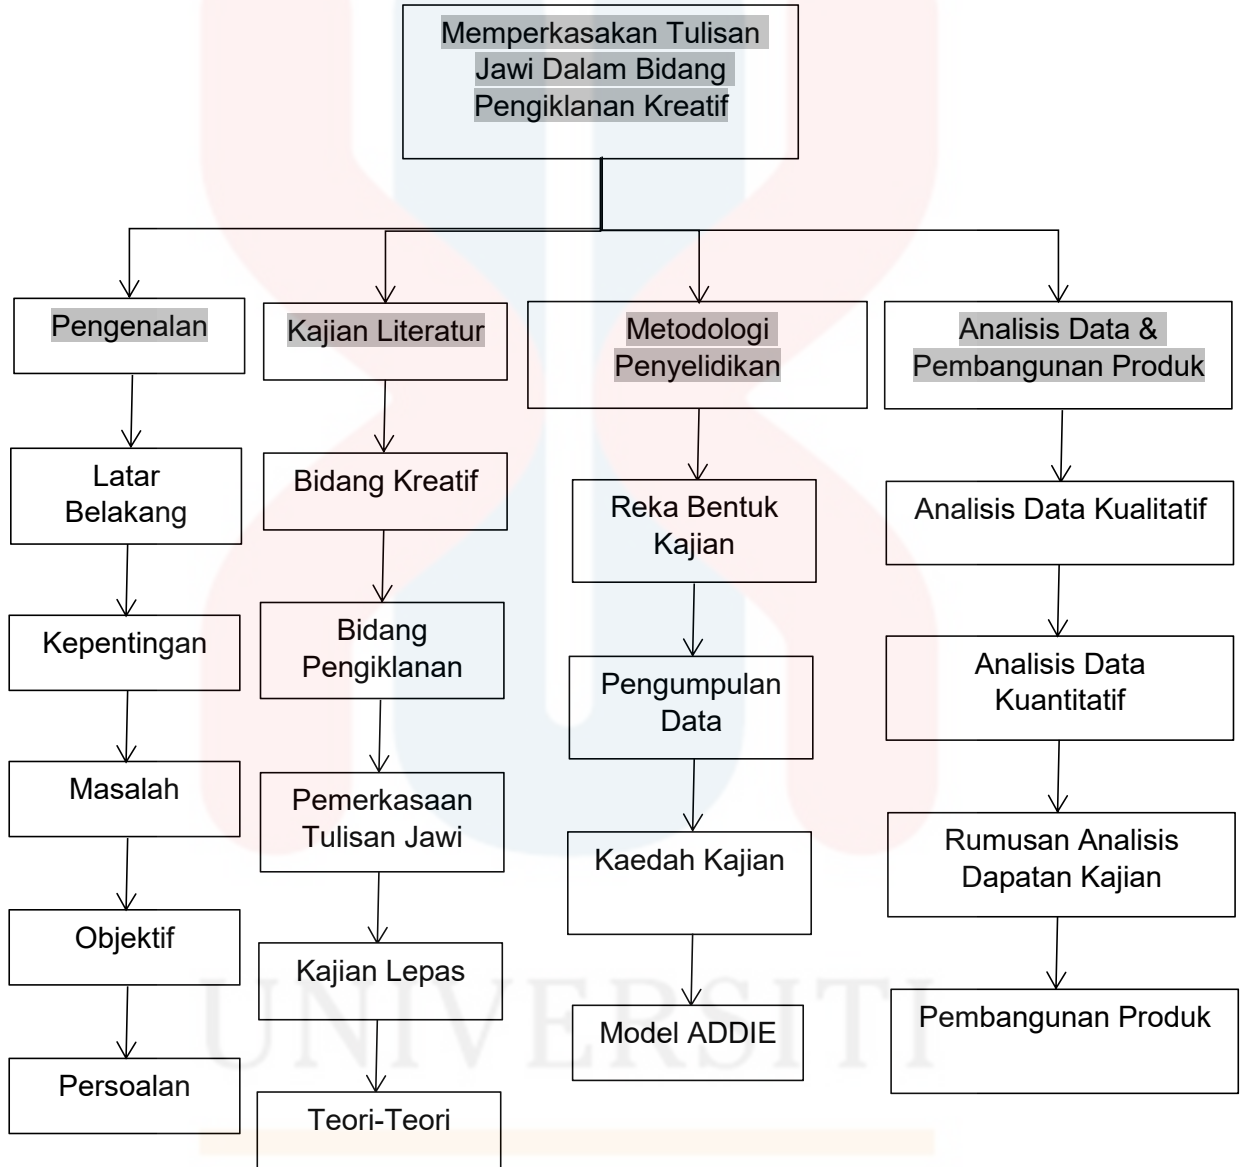 Memperkasakan Tulisan
Jawi Dalam Bidang
Pengiklanan Kreatif
Pengenalan
Latar
Belakang
Kepentingan
Masalah
Objektif
Persoalan
Kajian Literatur
Bidang Kreatif
Bidang
Pengiklanan
Pemerkasaan
Tulisan Jawi
Kajian Lepas
Teori-Teori
Metodologi
Penyelidikan
Reka Bentuk
Kajian
Pengumpulan
Data
Kaedah Kajian
Model ADDIE
Analisis Data &
Pembangunan Produk
Analisis Data Kualitatif
Analisis Data
Kuantitatif
Rumusan Analisis
Dapatan Kajian
Pembangunan Produk
UNIVERSITI